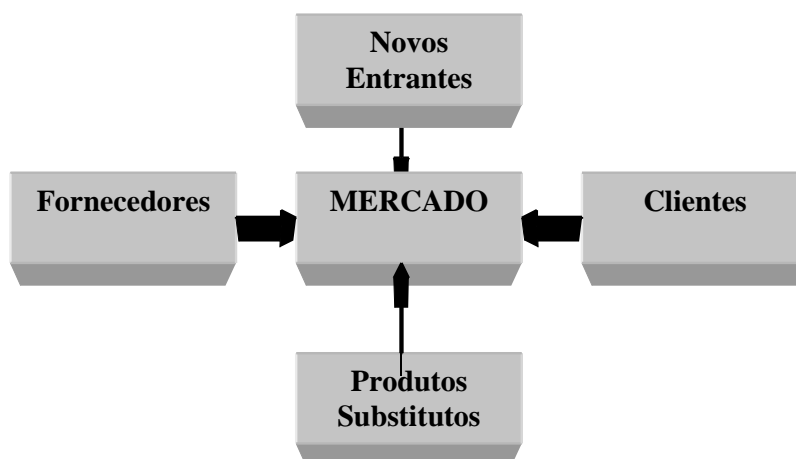 Novos
Entrantes
Fornecedores
MERCADO
Clientes
Produtos
Substitutos